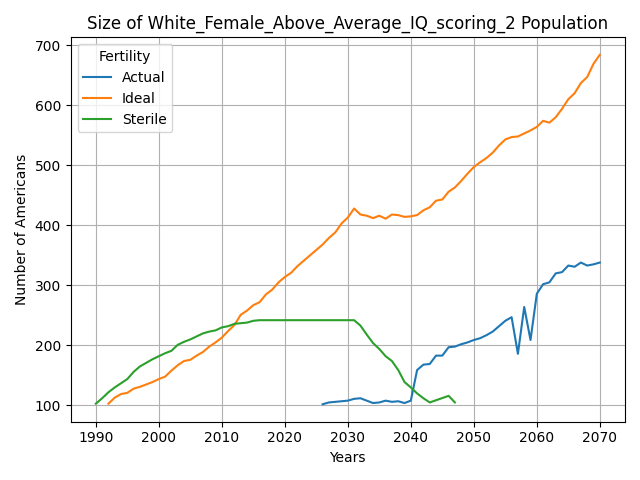 Size of White_Female_Above_Average_IQ_scoring_2 Population
Fertility
Actual
Ideal
Sterile
Number of Americans
700
600
500
400
300
200
100
1990 2000 2010 2020 2030 2040 2050 2060 2070
Years